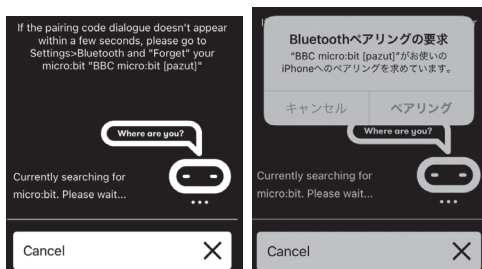 If the pairing code dialogue doesn't appear
within a few seconds, please go to
Settings>Bluetooth and "Forget" your
micro:bit "BBC micro:bit [pazut]"
Where are you?
Currently searching for
micro:bit. Please wait...
Cancel
Bluetoothペアリングの要求
"BBC micro:bit [pazut]"がお使いの
iPhoneへのペアリングを求めています。
キャンセル ペアリング
Where are you?
Currently searching for
micro:bit. Please wait...
Cancel